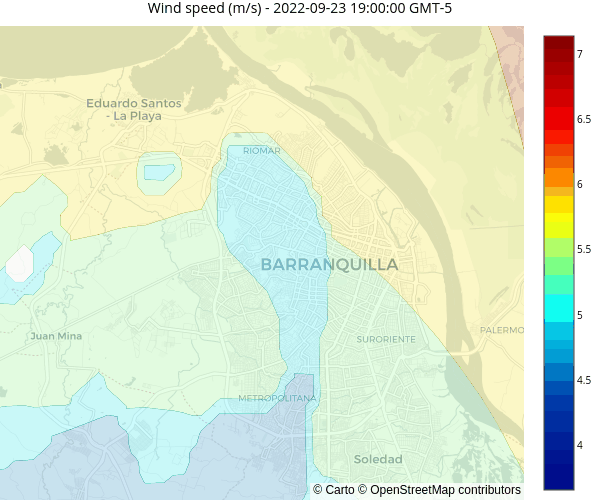 Wind speed (m/s) - 2022-09-23 19:00:00 GMT-5
7
Eduardo Santos
- La Playa
6.5
RIOMAR
6
5.5
BARRANQUILLA
5
Juan Mina
SURORIENTE
PALERMO
4.5
METROPOLITANA
4
Soledad
© Carto © OpenStreetMap contributors